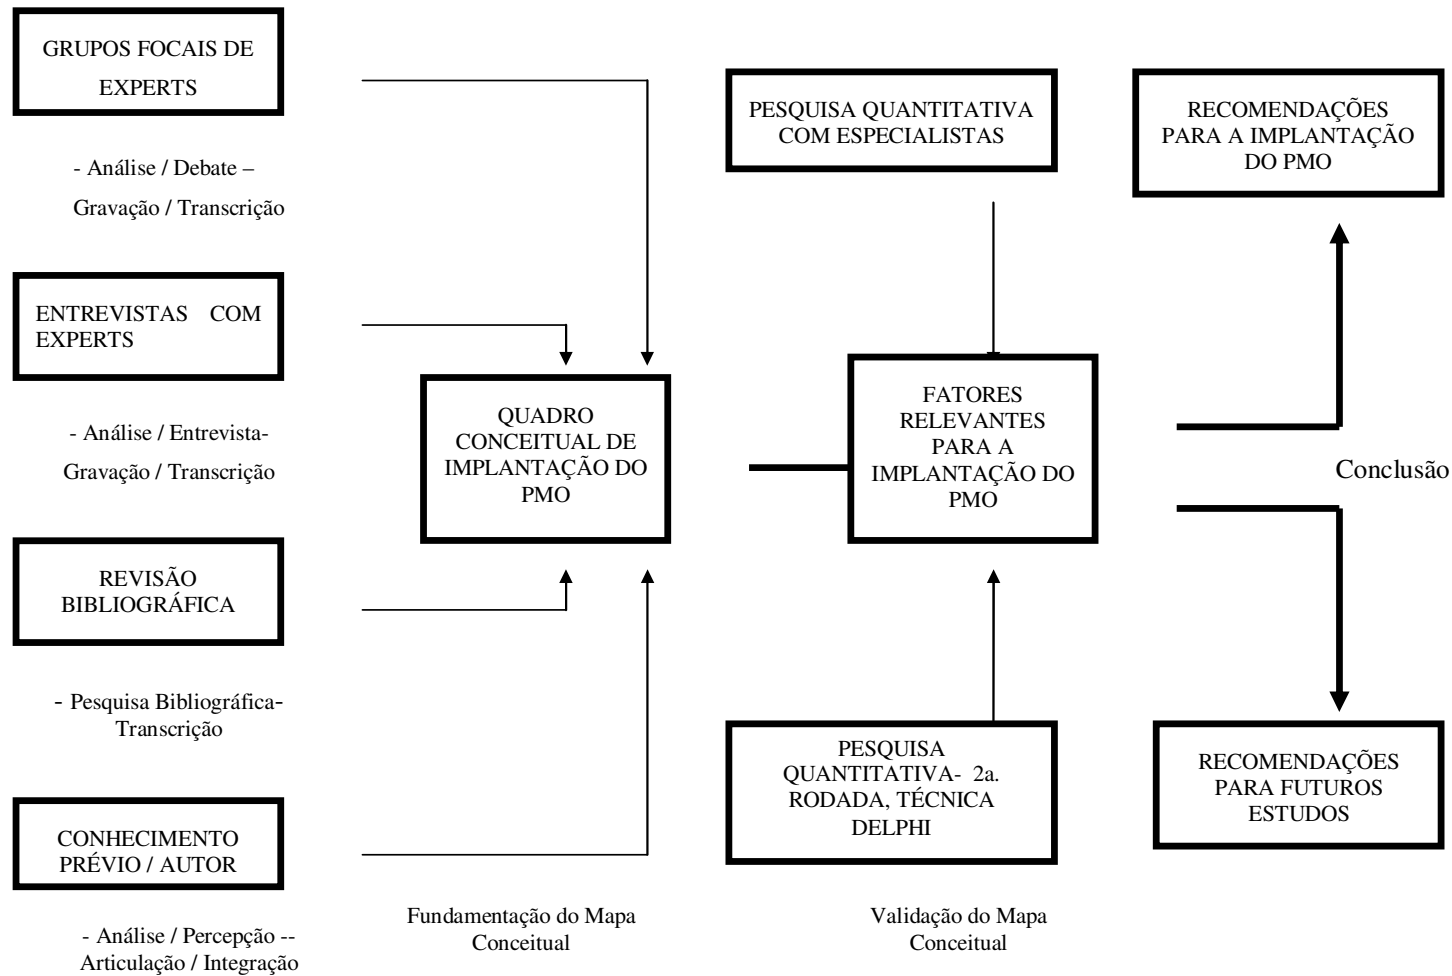 GRUPOS FOCAIS DE
EXPERTS
- Análise / Debate –
Gravação / Transcrição
ENTREVISTAS COM
EXPERTS
- Análise / Entrevista-
Gravação / Transcrição
REVISÃO
BIBLIOGRÁFICA
- Pesquisa Bibliográfica-
Transcrição
CONHECIMENTO
PRÉVIO / AUTOR
- Análise / Percepção --
Articulação / Integração
QUADRO
CONCEITUAL DE
IMPLANTAÇÃO DO
PMO
Fundamentação do Mapa
Conceitual
PESQUISA QUANTITATIVA
COM ESPECIALISTAS
FATORES
RELEVANTES
PARA A
IMPLANTAÇÃO DO
PMO
PESQUISA
QUANTITATIVA- 2a.
RODADA, TÉCNICA
DELPHI
Validação do Mapa
Conceitual
RECOMENDAÇÕES
PARA A IMPLANTAÇÃO
DO PMO
Conclusão
RECOMENDAÇÕES
PARA FUTUROS
ESTUDOS